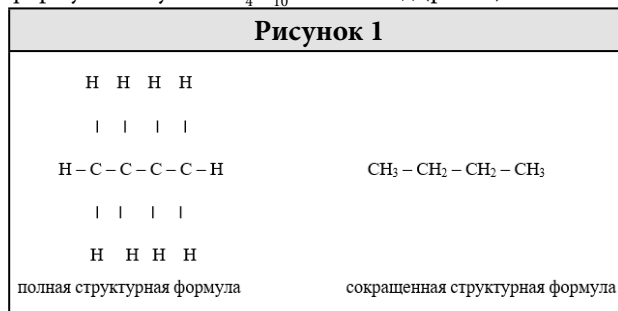 Рисунок 1
H H H H
| | | |
H – C – C – C – C – H
CH₃ – CH₂ – CH₂ – CH₃
| | | |
H H H H
полная структурная формула
сокращенная структурная формула